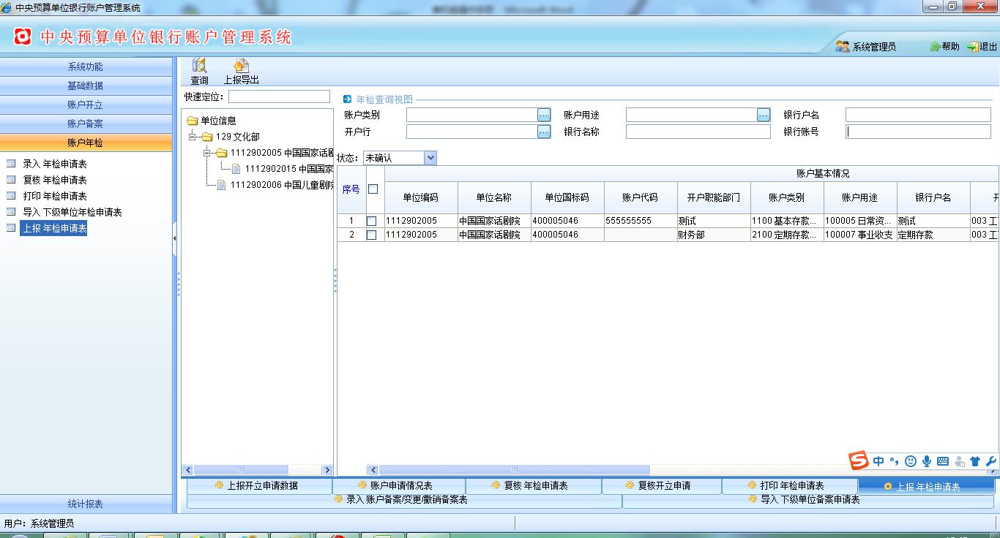 中央预算单位银行账户管理系统
中央预算单位银行账户管理系统
系统管理员 帮助 退出
系统功能
基础数据
账户开立
账户备案
账户年检
录入 年检申请表
复核 年检申请表
打印 年检申请表
导入 下级单位年检申请表
上报 年检申请表
统计报表
查询 上报导出
快速定位：
单位信息
129 文化部
1112902005 中国国家话剧
1112902015 中国国家
1112902006 中国儿童剧院
年检查询视图
账户类别 ... 账户用途 ... 银行户名
开户行 ... 银行名称 银行账号
状态： 未确认
序号 账户基本情况
单位编码 单位名称 单位国标码 账户代码 开户职能部门 账户类别 账户用途 银行户名 开
1 1112902005 中国国家话剧院 400005046 555555555 测试 1100 基本存款... 100005 日常资... 测试 003 工
2 1112902005 中国国家话剧院 400005046 财务部 2100 定期存款... 100007 事业收支 定期存款 003 工
中
上报开立申请数据 账户申请情况表 复核 年检申请表 复核开立申请 打印 年检申请表 上报 年检申请表
录入 账户备案/变更/撤销备案表 导入 下级单位备案申请表
用户：系统管理员